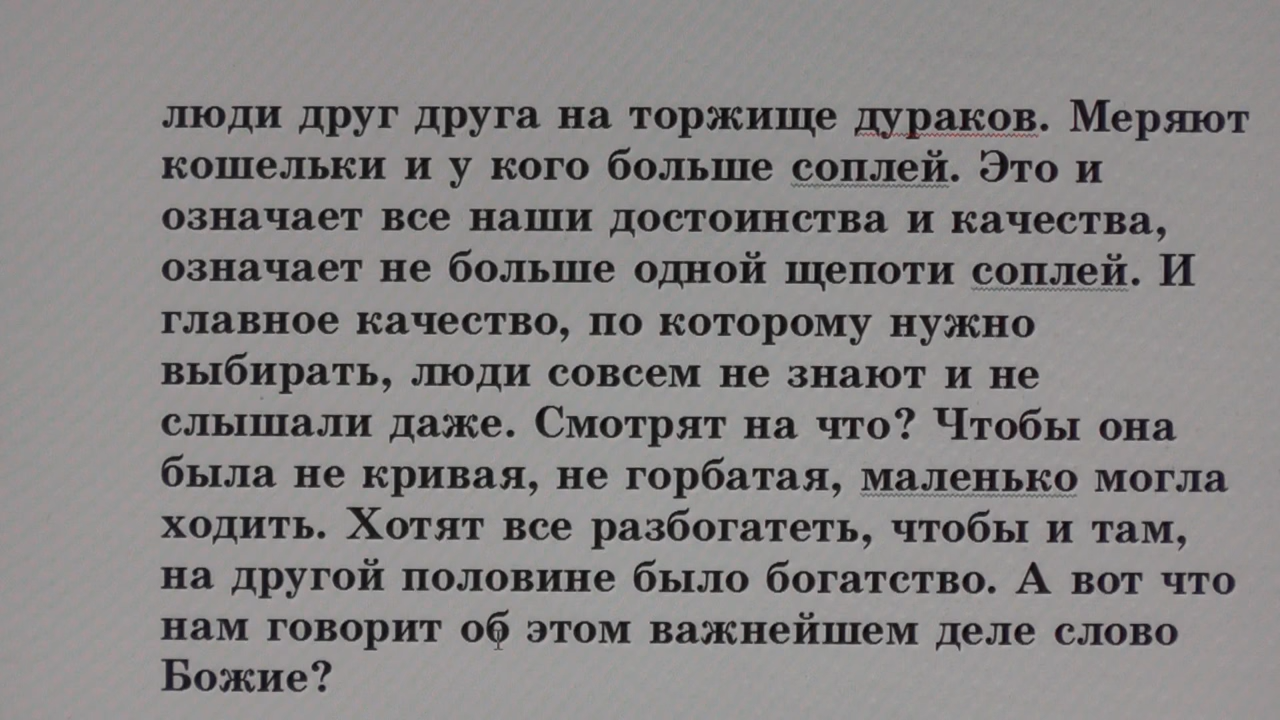 люди друг друга на торжище дураков. Меряют
кошельки и у кого больше соплей. Это и
означает все наши достоинства и качества,
означает не больше одной щепоти соплей. И
главное качество, по которому нужно
выбирать, люди совсем не знают и не
слышали даже. Смотрят на что? Чтобы она
была не кривая, не горбатая, маленько могла
ходить. Хотят все разбогатеть, чтобы и там,
на другой половине было богатство. А вот что
нам говорит об этом важнейшем деле слово
Божие?